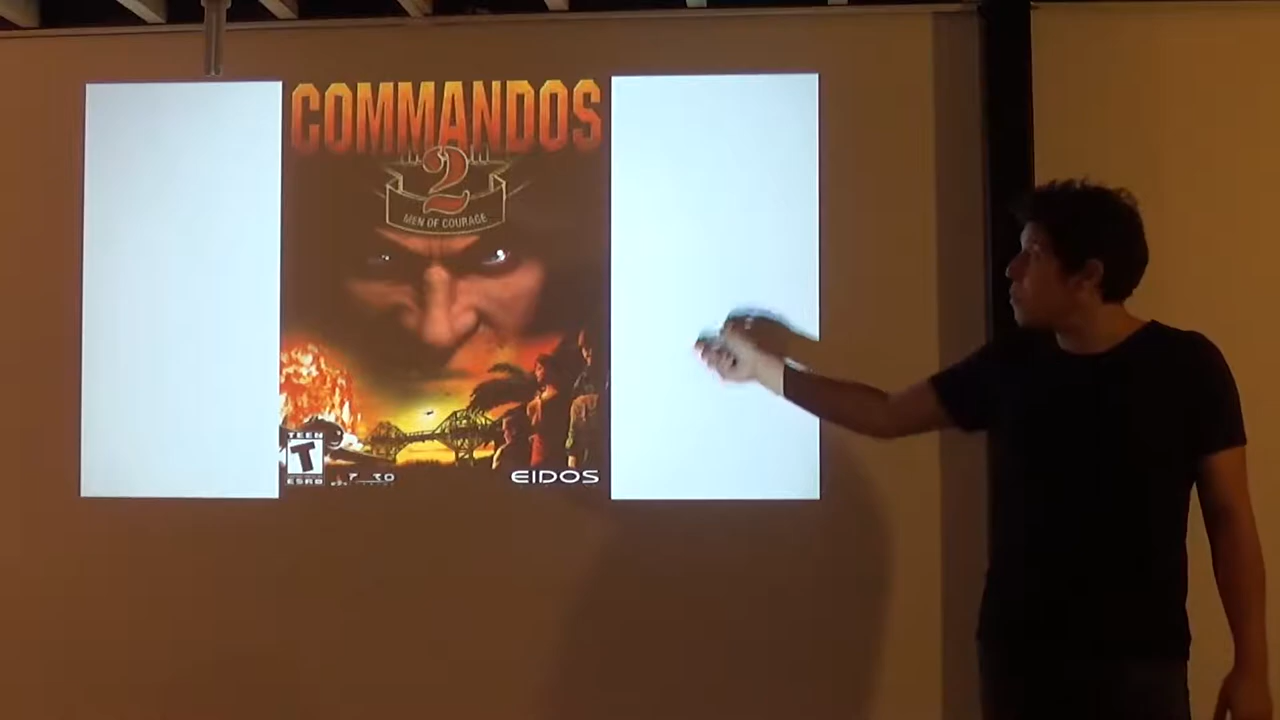 COMMANDOS
2
MEN OF COURAGE
TEEN
T
ESRB
EIDOS